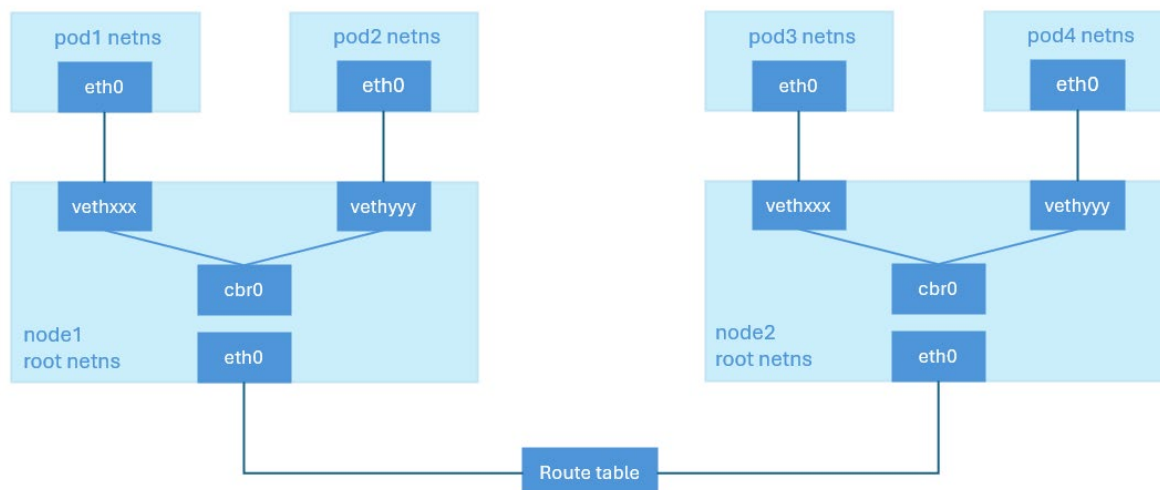 pod1 netns
pod2 netns
pod3 netns
pod4 netns
eth0
eth0
eth0
eth0
vethxxx
vethyyy
vethxxx
vethyyy
cbr0
cbr0
node1
root netns
eth0
node2
root netns
eth0
Route table